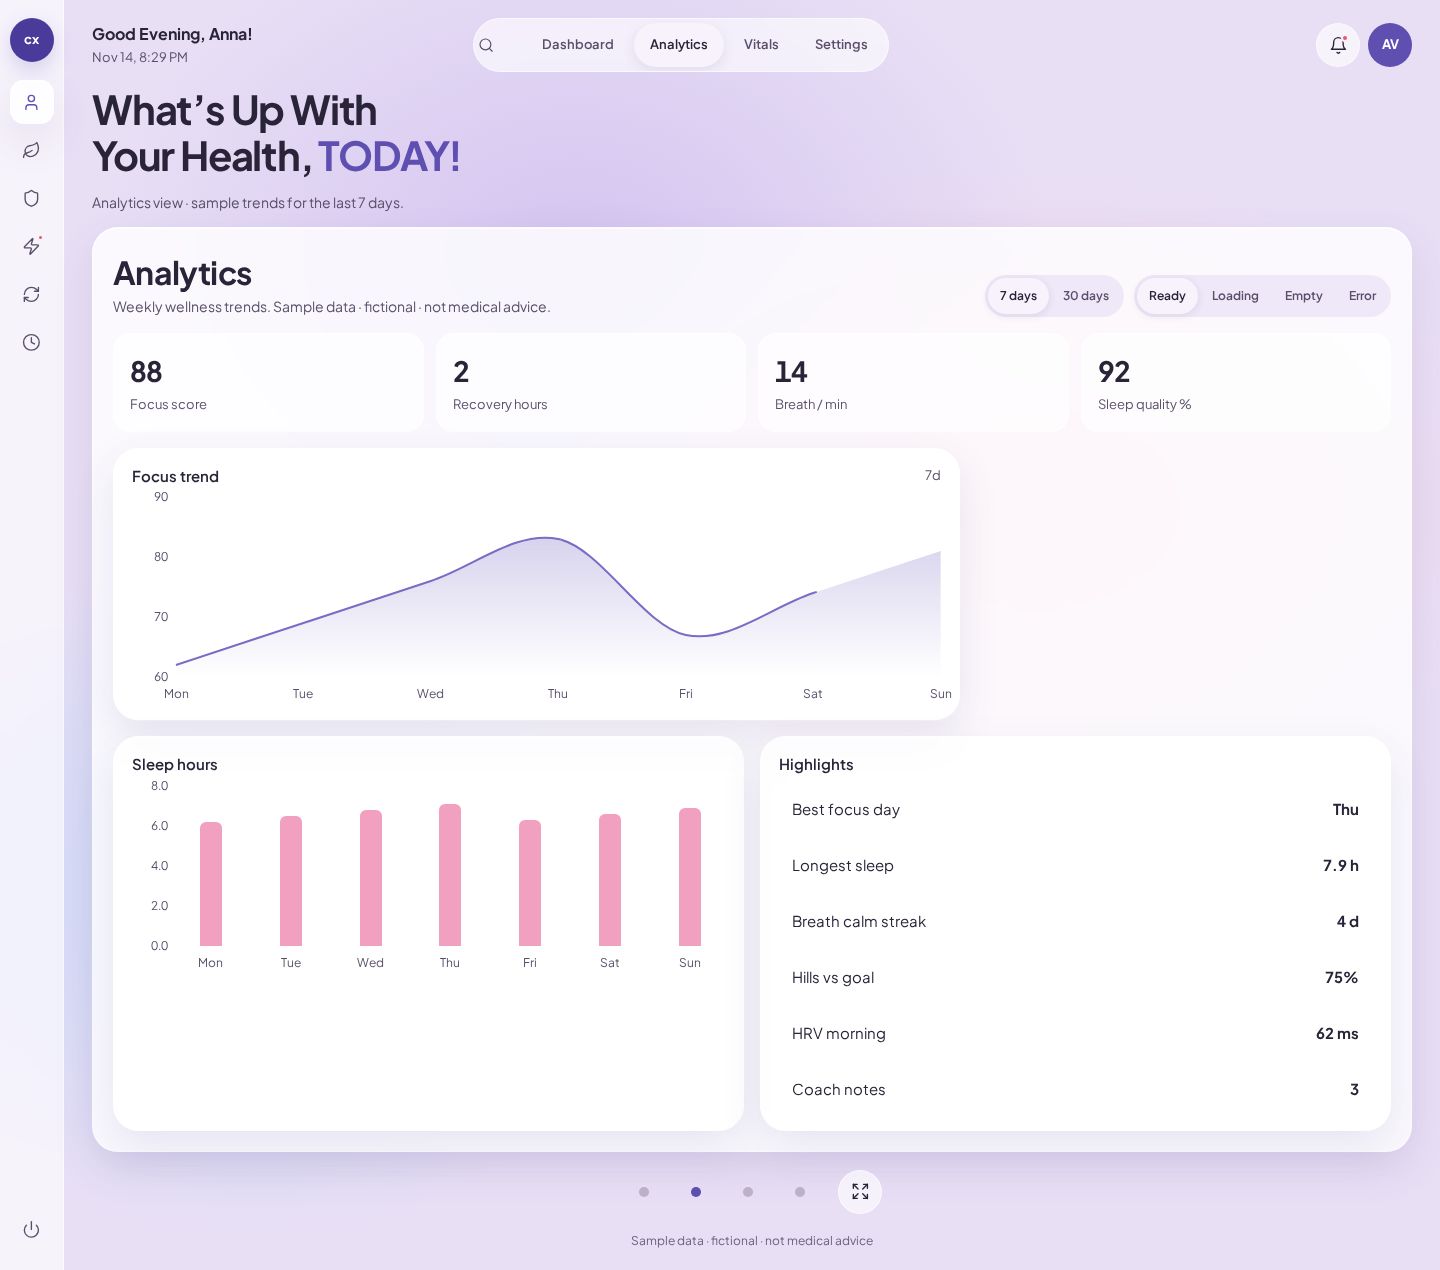 cx
Good Evening, Anna!
Nov 14, 8:29 PM
Dashboard
Analytics
Vitals
Settings
AV
What’s Up With
Your Health, TODAY!
Analytics view · sample trends for the last 7 days.
Analytics
Weekly wellness trends. Sample data · fictional · not medical advice.
7 days
30 days
Ready
Loading
Empty
Error
88
Focus score
2
Recovery hours
14
Breath / min
92
Sleep quality %
Focus trend
7d
90
80
70
60
Mon
Tue
Wed
Thu
Fri
Sat
Sun
Sleep hours
8.0
6.0
4.0
2.0
0.0
Mon
Tue
Wed
Thu
Fri
Sat
Sun
Highlights
Best focus day
Thu
Longest sleep
7.9 h
Breath calm streak
4 d
Hills vs goal
75%
HRV morning
62 ms
Coach notes
3
Sample data · fictional · not medical advice